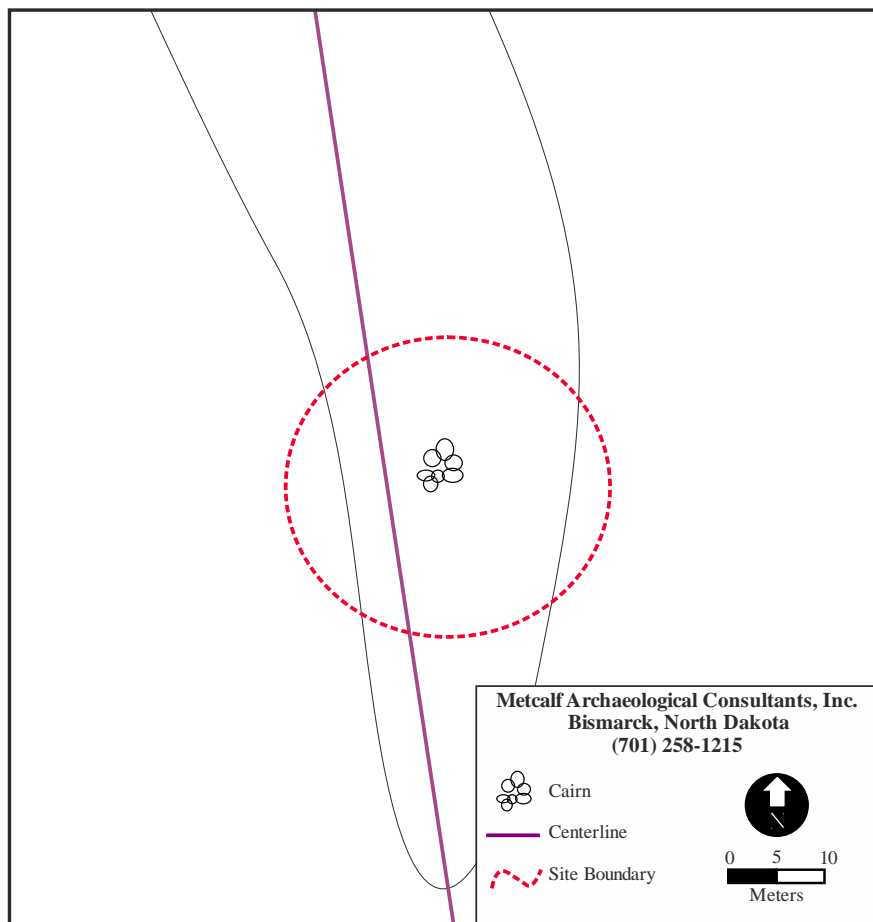 Metcalf Archaeological Consultants, Inc.
Bismarck, North Dakota
(701) 258-1215
Cairn
Centerline
Site Boundary
N
0 5 10
Meters